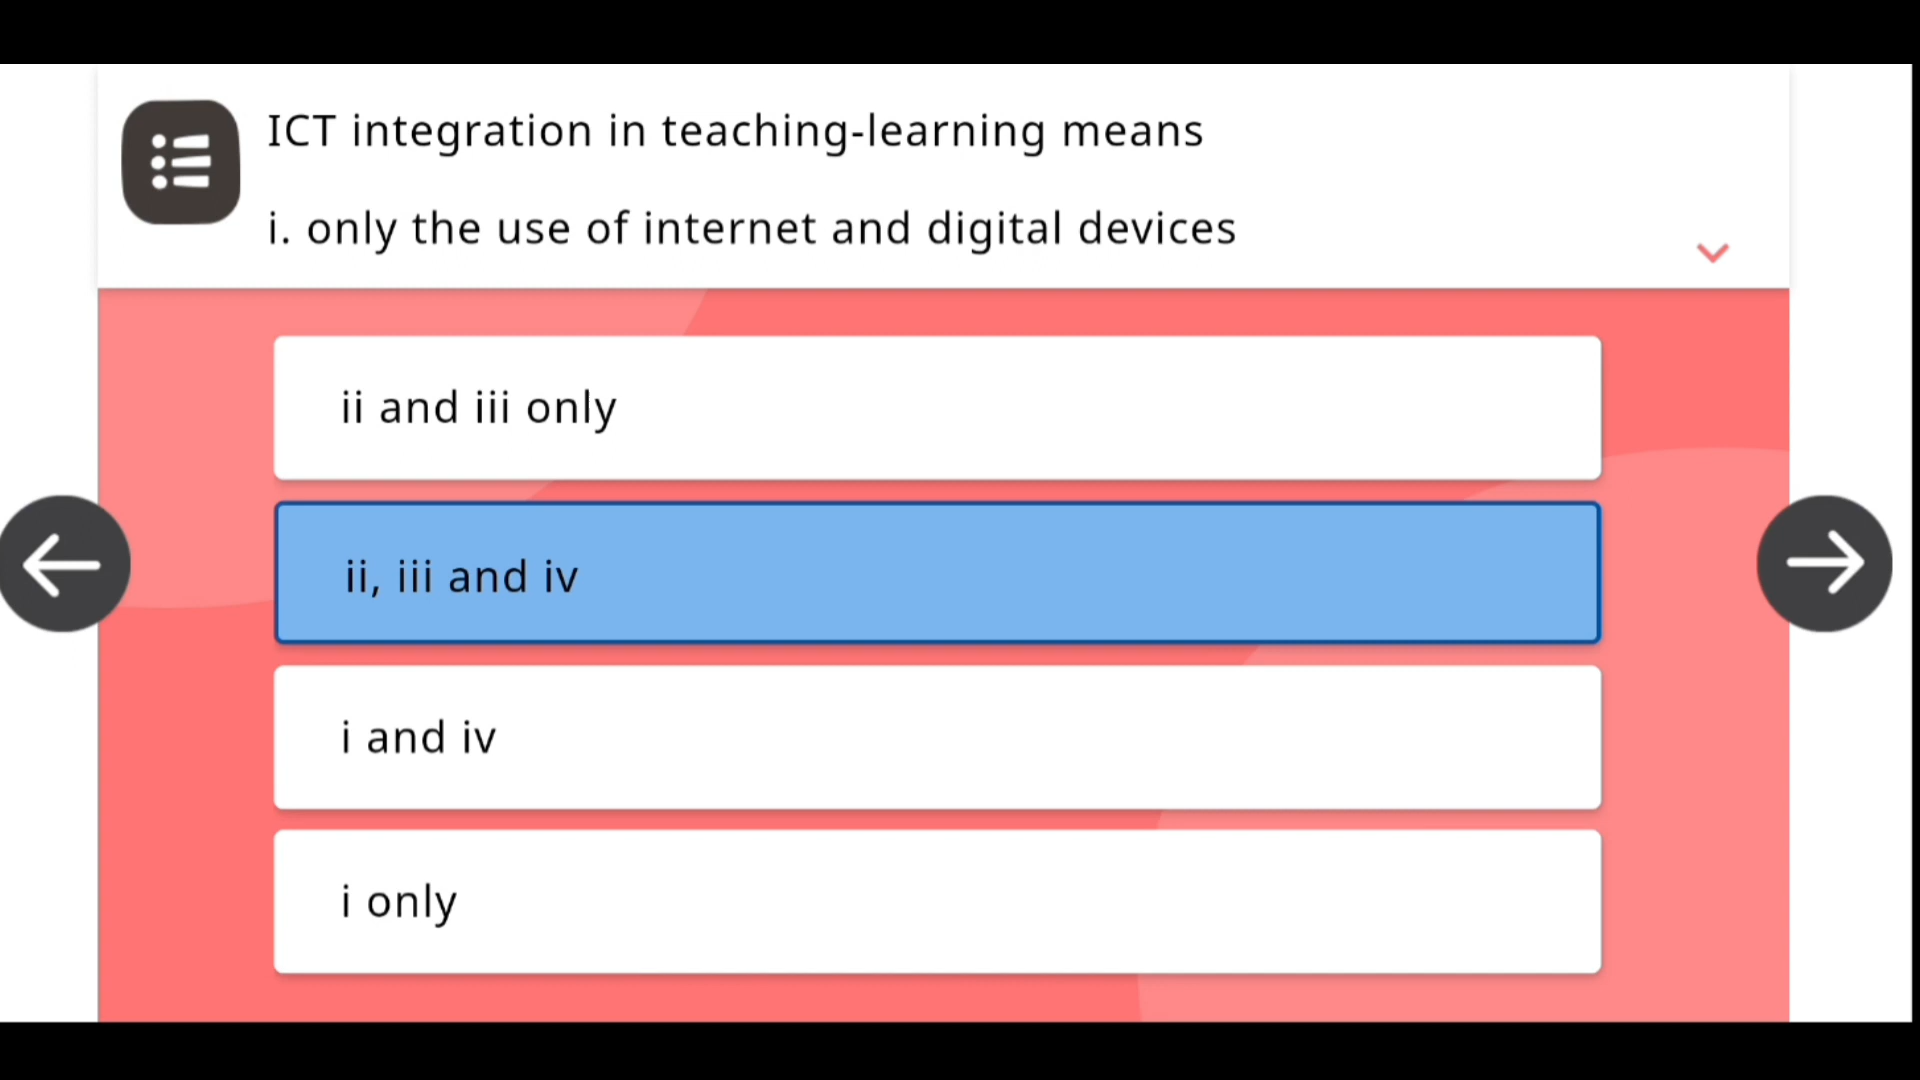 ICT integration in teaching-learning means
i. only the use of internet and digital devices
ii and iii only
ii, iii and iv
i and iv
i only